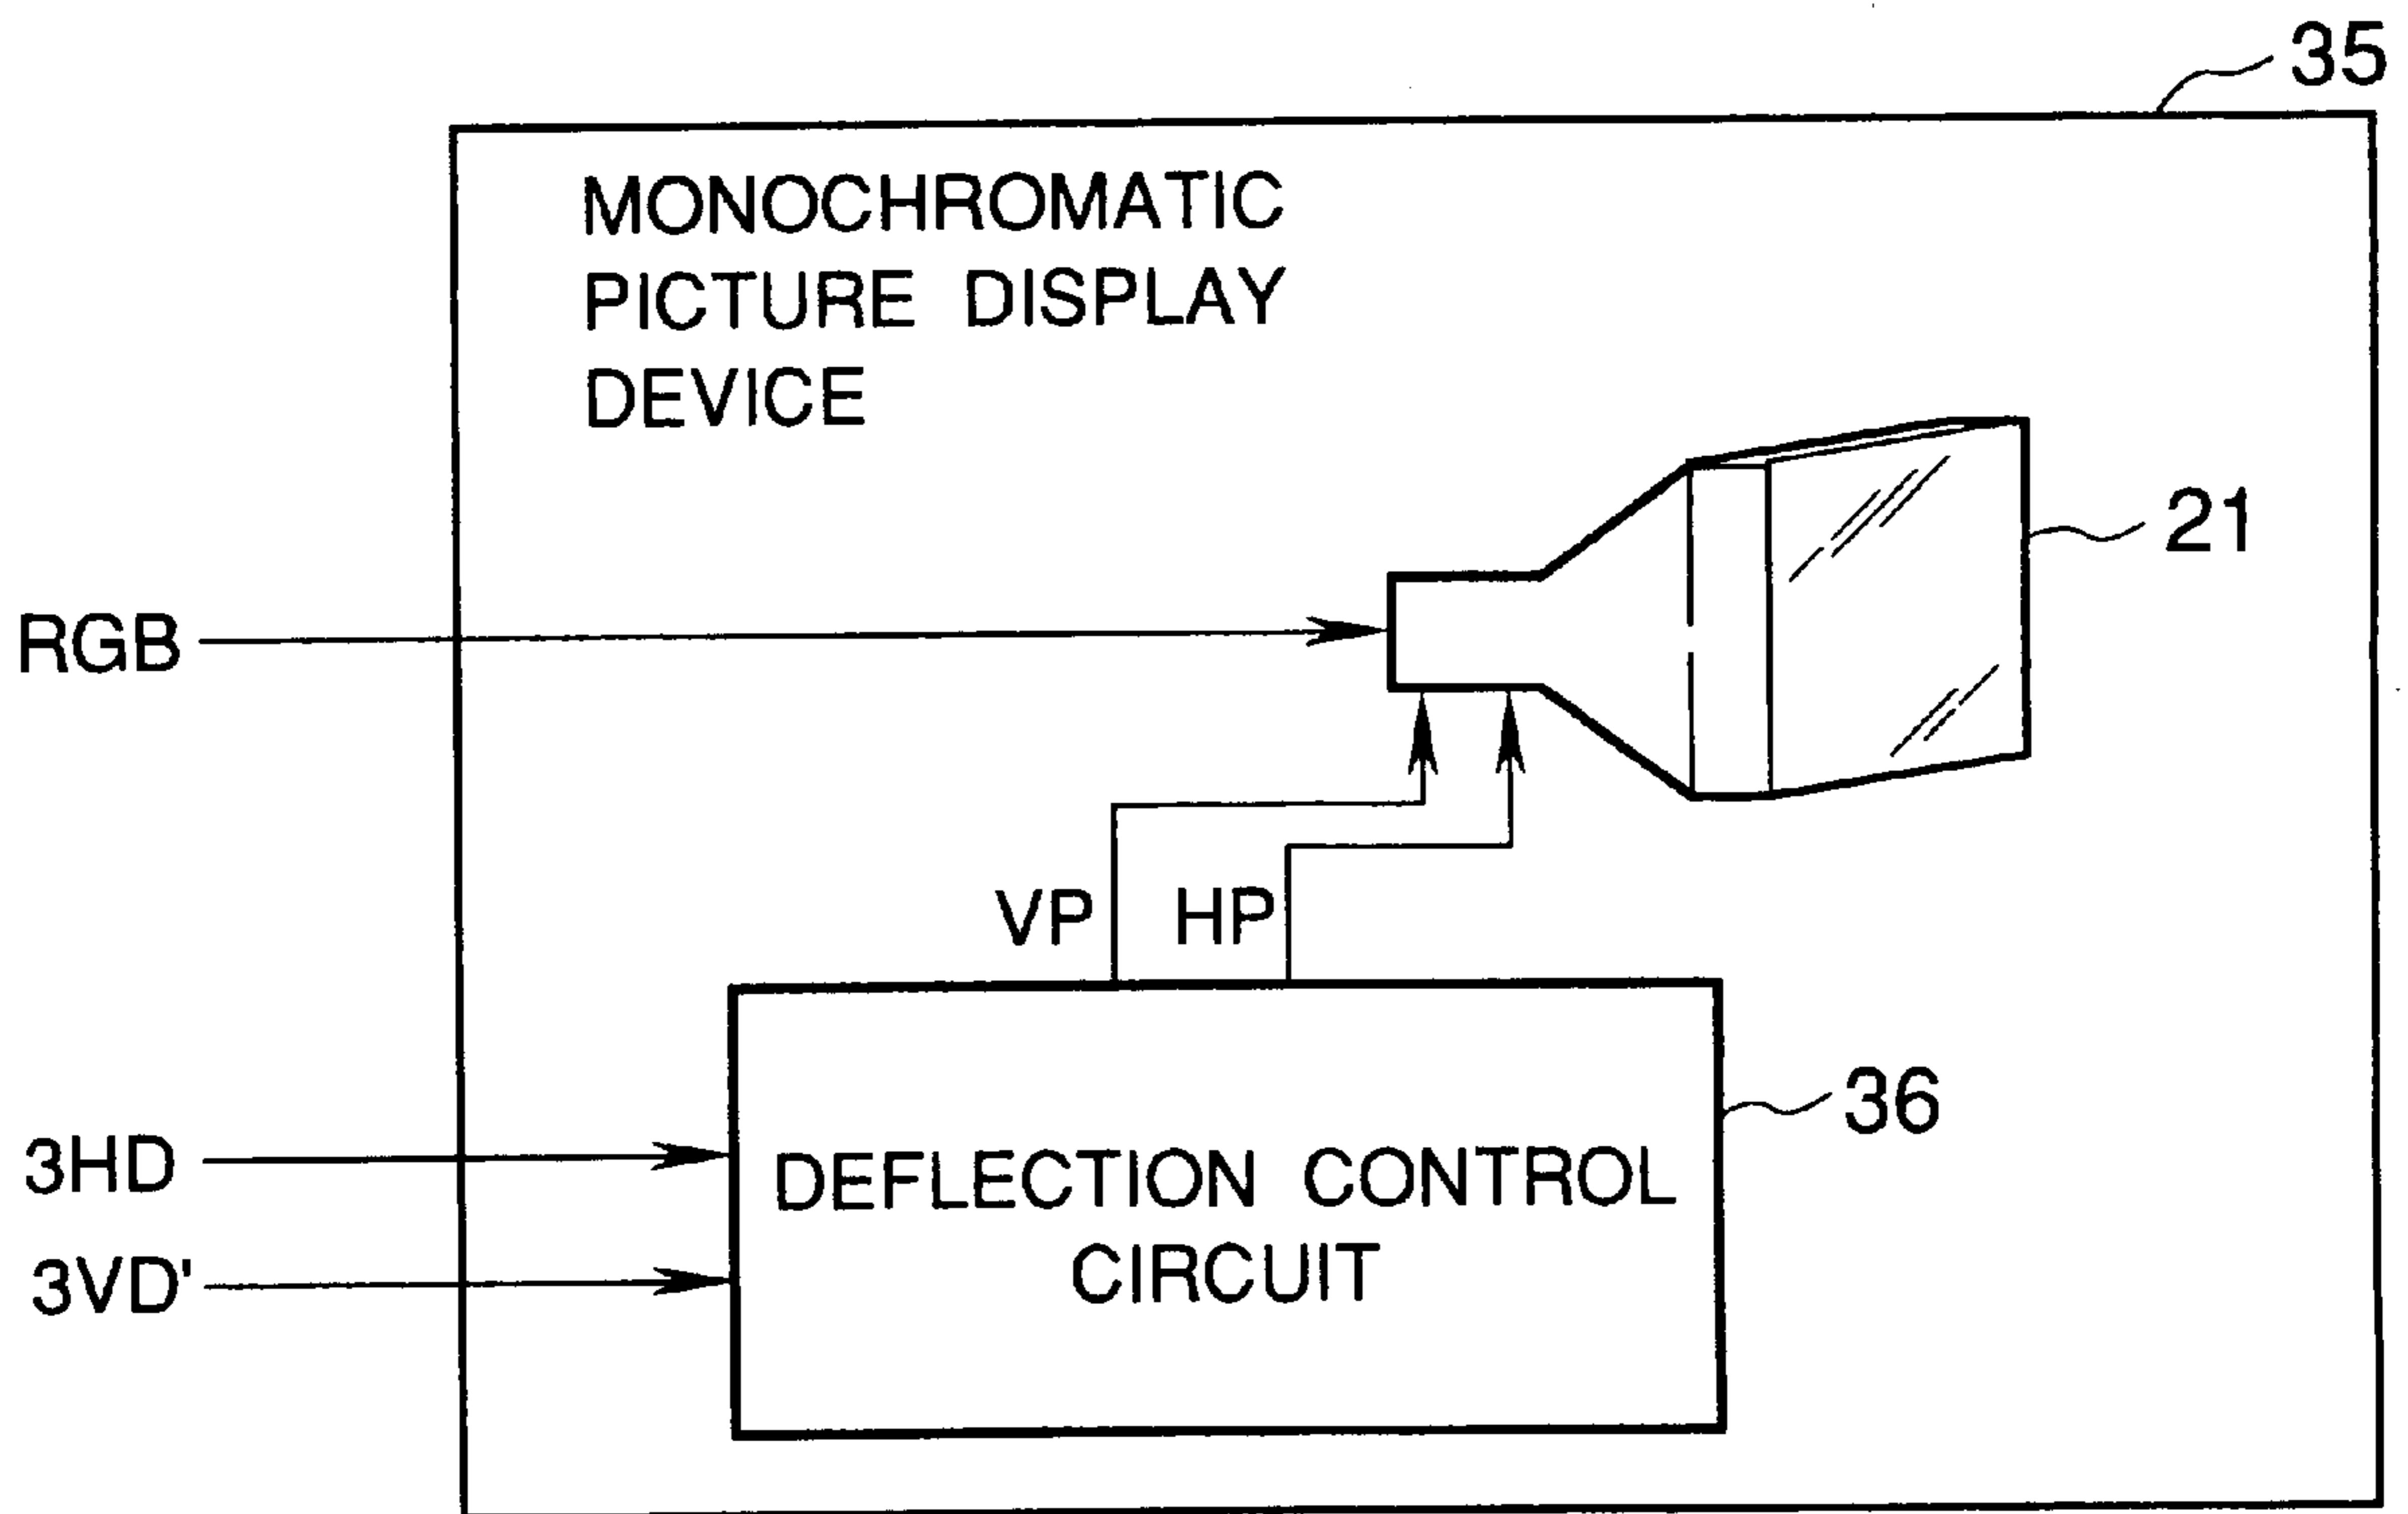 35
MONOCHROMATIC
PICTURE DISPLAY
DEVICE
21
RGB
VP HP
36
3HD
DEFLECTION CONTROL
CIRCUIT
3VD'